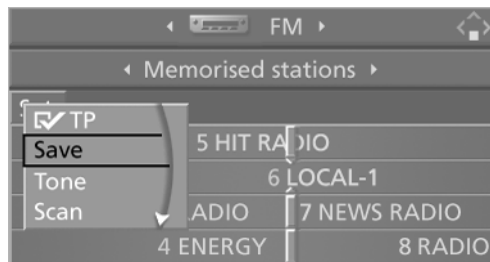 FM
Memorised stations
TP
Save
5 HIT RADIO
Tone
6 LOCAL-1
Scan
ADIO 7 NEWS RADIO
4 ENERGY 8 RADIO